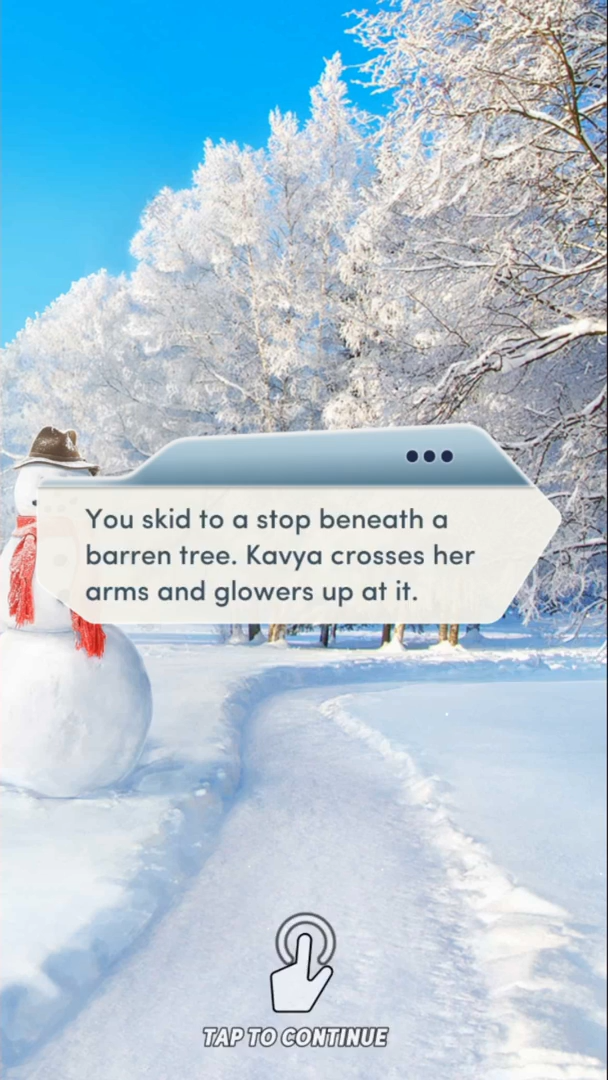 You skid to a stop beneath a
barren tree. Kavya crosses her
arms and glowers up at it.
TAP TO CONTINUE